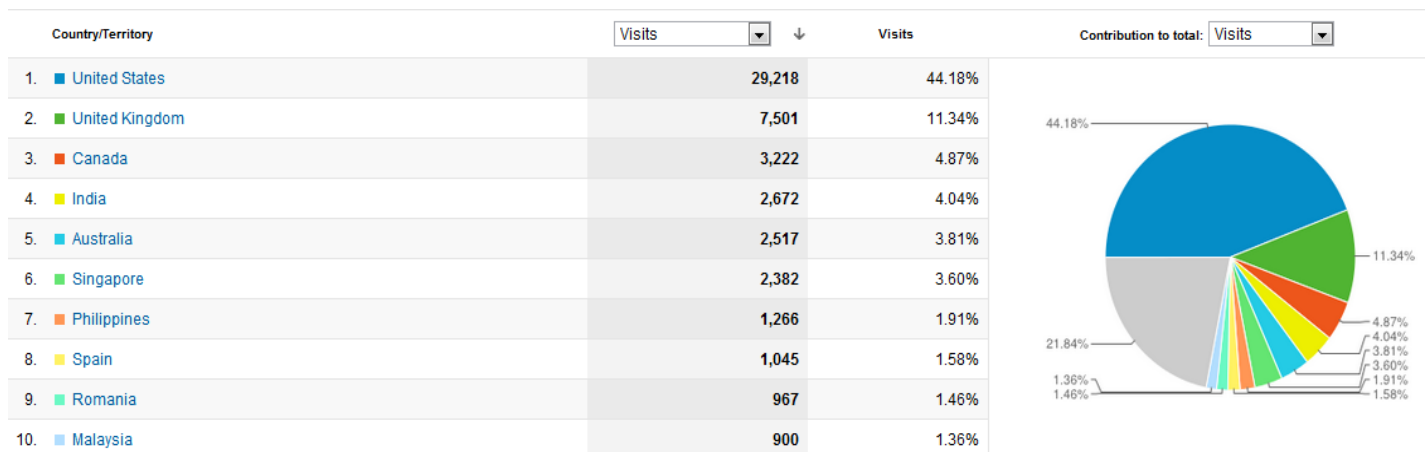 Country/Territory Visits Visits Contribution to total: Visits
1. United States 29,218 44.18%
2. United Kingdom 7,501 11.34%
3. Canada 3,222 4.87%
4. India 2,672 4.04%
5. Australia 2,517 3.81%
6. Singapore 2,382 3.60%
7. Philippines 1,266 1.91%
8. Spain 1,045 1.58%
9. Romania 967 1.46%
10. Malaysia 900 1.36%
44.18%
11.34%
4.87%
4.04%
3.81%
3.60%
1.91%
1.58%
21.84%
1.36%
1.46%